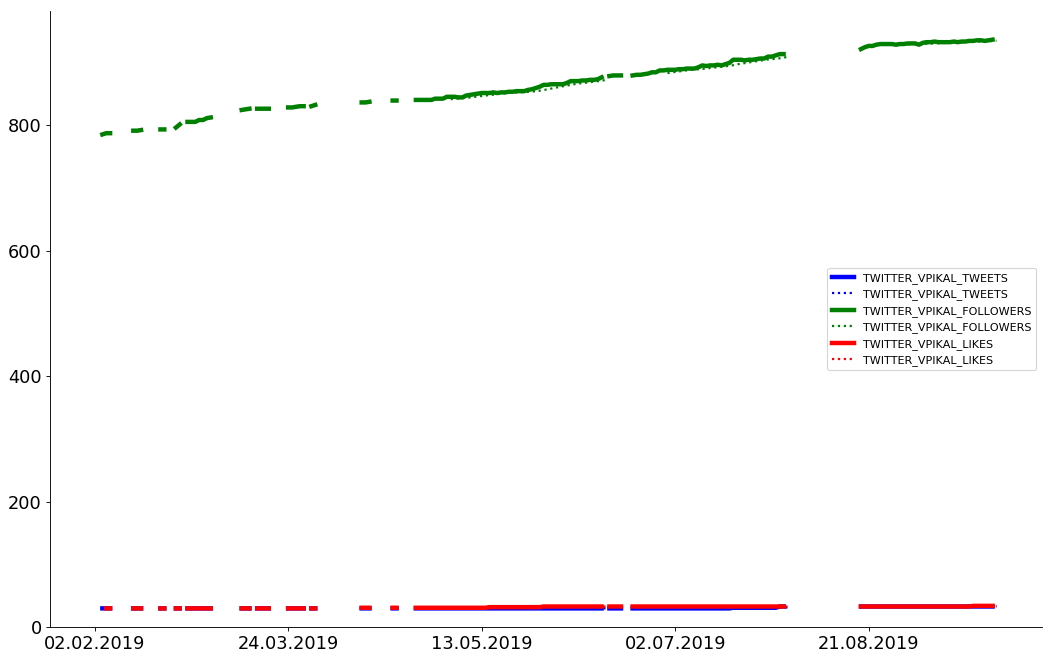 800
600
400
200
0
02.02.2019 24.03.2019 13.05.2019 02.07.2019 21.08.2019
TWITTER_VPIKAL_TWEETS
TWITTER_VPIKAL_TWEETS
TWITTER_VPIKAL_FOLLOWERS
TWITTER_VPIKAL_FOLLOWERS
TWITTER_VPIKAL_LIKES
TWITTER_VPIKAL_LIKES